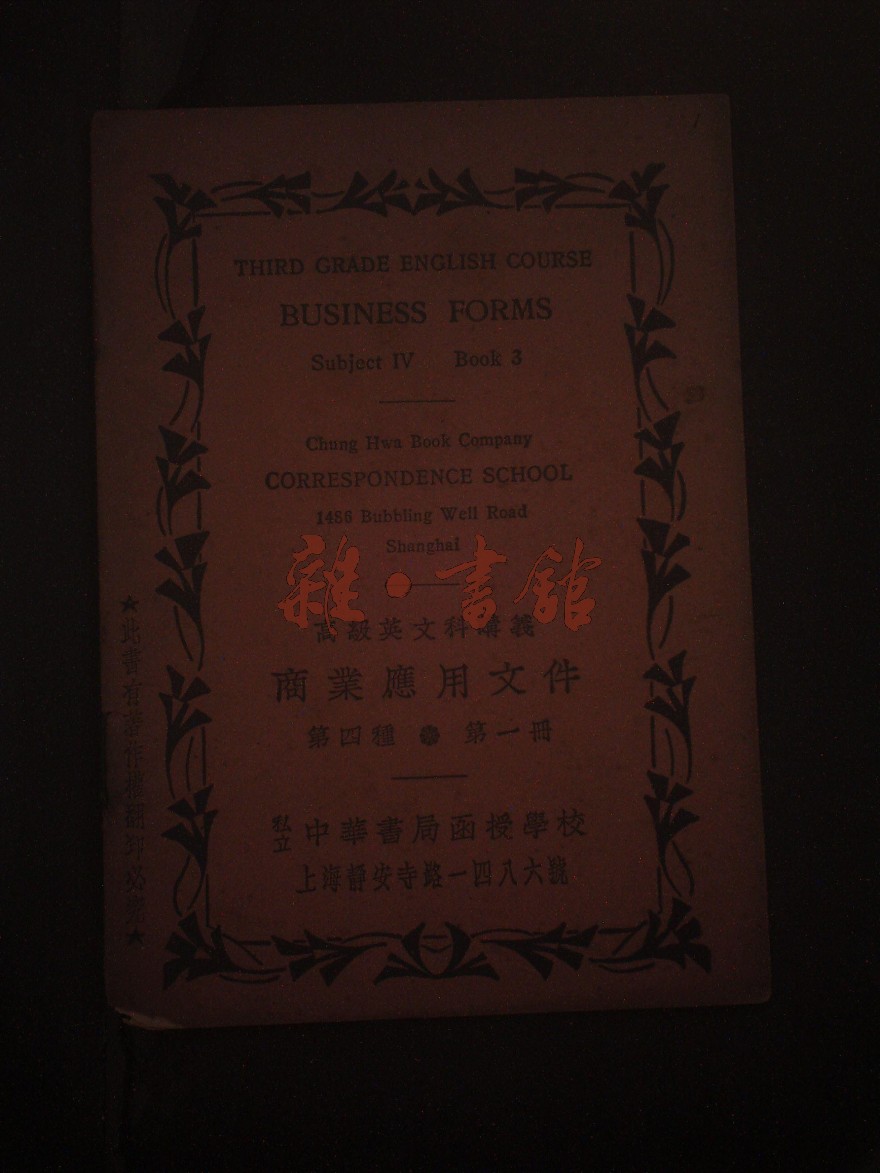 THIRD GRADE ENGLISH COURSE
BUSINESS FORMS
Subject IV Book 3
Chung Hwa Book Company
CORRESPONDENCE SCHOOL
1486 Bubbling Well Road
Shanghai
雜·書館
高級英文科講義
商業應用文件
第四種 第一冊
私立中華書局函授學校
上海靜安寺路一四八六號
★此書有著作權翻印必究★